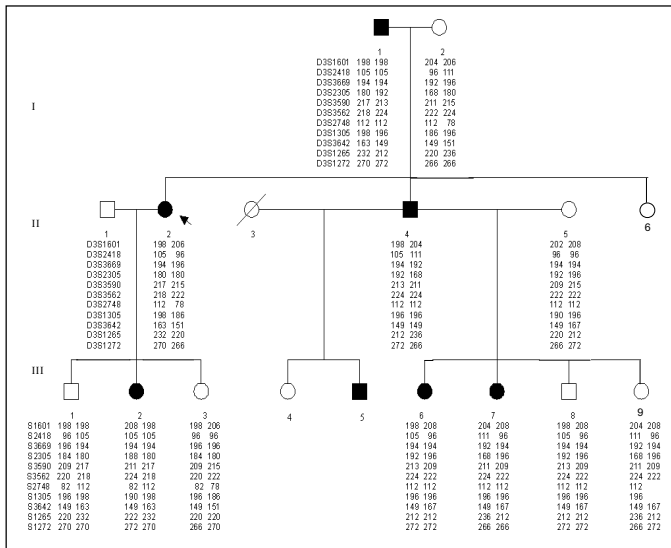 1 2
D3S1601 198 198 204 206
D3S2418 105 105 96 111
D3S3669 194 194 192 196
D3S2305 180 192 168 180
D3S3590 217 213 211 215
D3S3562 218 224 222 224
D3S2748 112 112 112 78
D3S1305 198 196 186 196
D3S3642 163 149 149 151
D3S1265 232 212 220 236
D3S1272 270 272 266 266
I
II
1 2 3 4 5 6
D3S1601 198 206 198 204 202 208
D3S2418 105 96 105 111 96 96
D3S3669 194 196 194 192 194 194
D3S2305 180 180 192 168 192 196
D3S3590 217 215 213 211 209 215
D3S3562 218 222 224 224 222 222
D3S2748 112 78 112 112 112 112
D3S1305 198 186 196 196 190 196
D3S3642 163 151 149 149 149 167
D3S1265 232 220 212 236 220 212
D3S1272 270 266 272 266 266 272
III
1 2 3 4 5 6 7 8 9
S1601 198 198 208 198 198 206 198 208 204 208 198 208 204 208
S2418 96 105 105 105 96 96 105 96 111 96 105 96 111 96
S3669 196 194 194 194 196 196 194 194 192 194 194 194 192 194
S2305 184 180 188 180 184 180 192 196 168 196 192 196 168 196
S3590 209 217 211 217 209 215 213 209 211 209 213 209 211 209
S3562 220 218 224 218 220 222 224 222 224 222 224 222 224 222
S2748 82 112 82 112 82 78 112 112 112 112 112 112 112
S1305 196 198 190 198 196 186 196 196 196 196 196 196
S3642 149 163 149 163 149 151 149 167 149 167 149 167 149 167
S1265 220 232 222 232 220 220 212 212 236 212 212 212 236 212
S1272 270 270 272 270 266 270 272 272 266 272 272 272 266 272